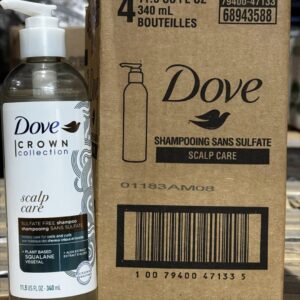 4
11.5 US FL OZ
340 mL
BOUTEILLES
79400-47133
68943588
Dove
SHAMPOOING SANS SULFATE
SCALP CARE
01183AM08
1 00 79400 47133 5
Dove
CROWN
collection
scalp
care
SULFATE FREE shampoo
shampooing SANS SULFATE
+ PLANT BASED
SQUALANE
VEGETAL
11.5 US FL OZ · 340 mL